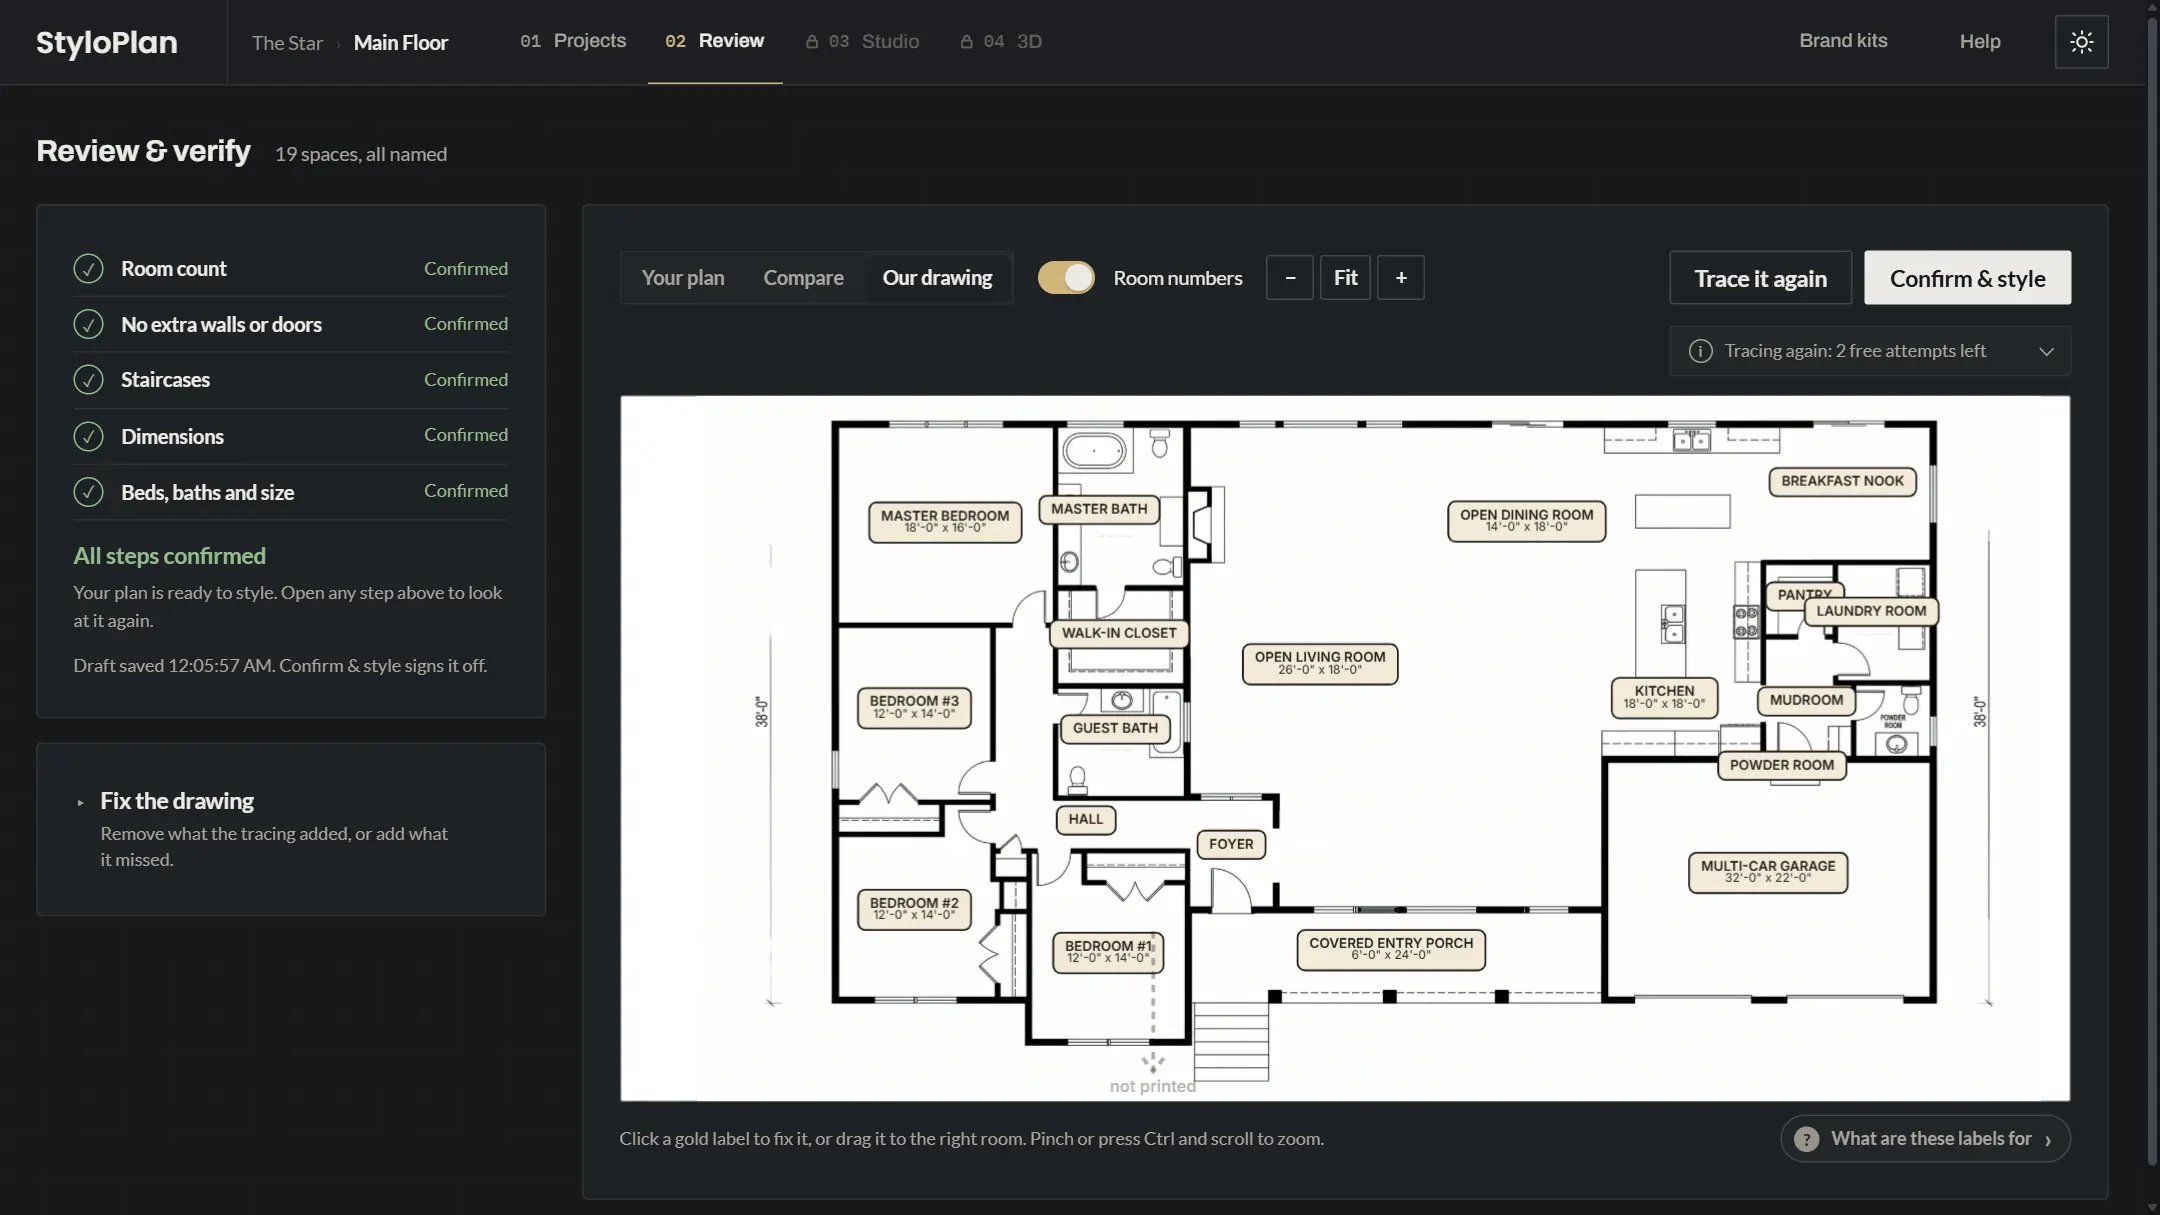 StyloPlan
The Star › Main Floor
01 Projects
02 Review
03 Studio
04 3D
Brand kits
Help
Review & verify
19 spaces, all named
Room count Confirmed
No extra walls or doors Confirmed
Staircases Confirmed
Dimensions Confirmed
Beds, baths and size Confirmed
All steps confirmed
Your plan is ready to style. Open any step above to look
at it again.
Draft saved 12:05:57 AM. Confirm & style signs it off.
Fix the drawing
Remove what the tracing added, or add what
it missed.
Your plan
Compare
Our drawing
Room numbers
−
Fit
+
Trace it again
Confirm & style
Tracing again: 2 free attempts left
MASTER BEDROOM
18'-0" x 16'-0"
MASTER BATH
OPEN DINING ROOM
14'-0" x 18'-0"
BREAKFAST NOOK
PANTRY
LAUNDRY ROOM
WALK-IN CLOSET
OPEN LIVING ROOM
26'-0" x 18'-0"
KITCHEN
18'-0" x 18'-0"
MUDROOM
POWDER
ROOM
38'-0"
38'-0"
BEDROOM #3
12'-0" x 14'-0"
GUEST BATH
POWDER ROOM
HALL
FOYER
MULTI-CAR GARAGE
32'-0" x 22'-0"
BEDROOM #2
12'-0" x 14'-0"
BEDROOM #1
12'-0" x 14'-0"
COVERED ENTRY PORCH
6'-0" x 24'-0"
not printed
Click a gold label to fix it, or drag it to the right room. Pinch or press Ctrl and scroll to zoom.
? What are these labels for ›